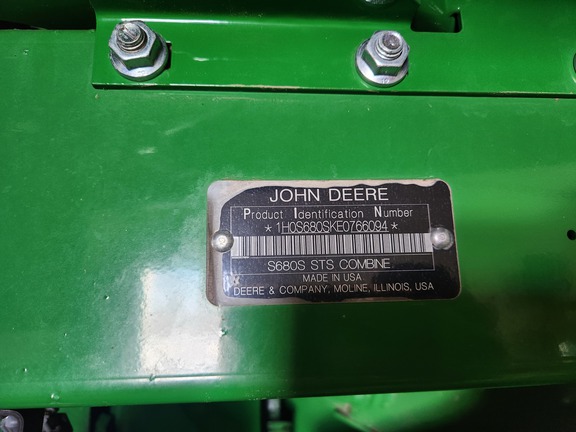 JOHN DEERE
Product Identification Number
*1H0S680SKE0766094*
S680S STS COMBINE
MADE IN USA
DEERE & COMPANY, MOLINE, ILLINOIS, USA